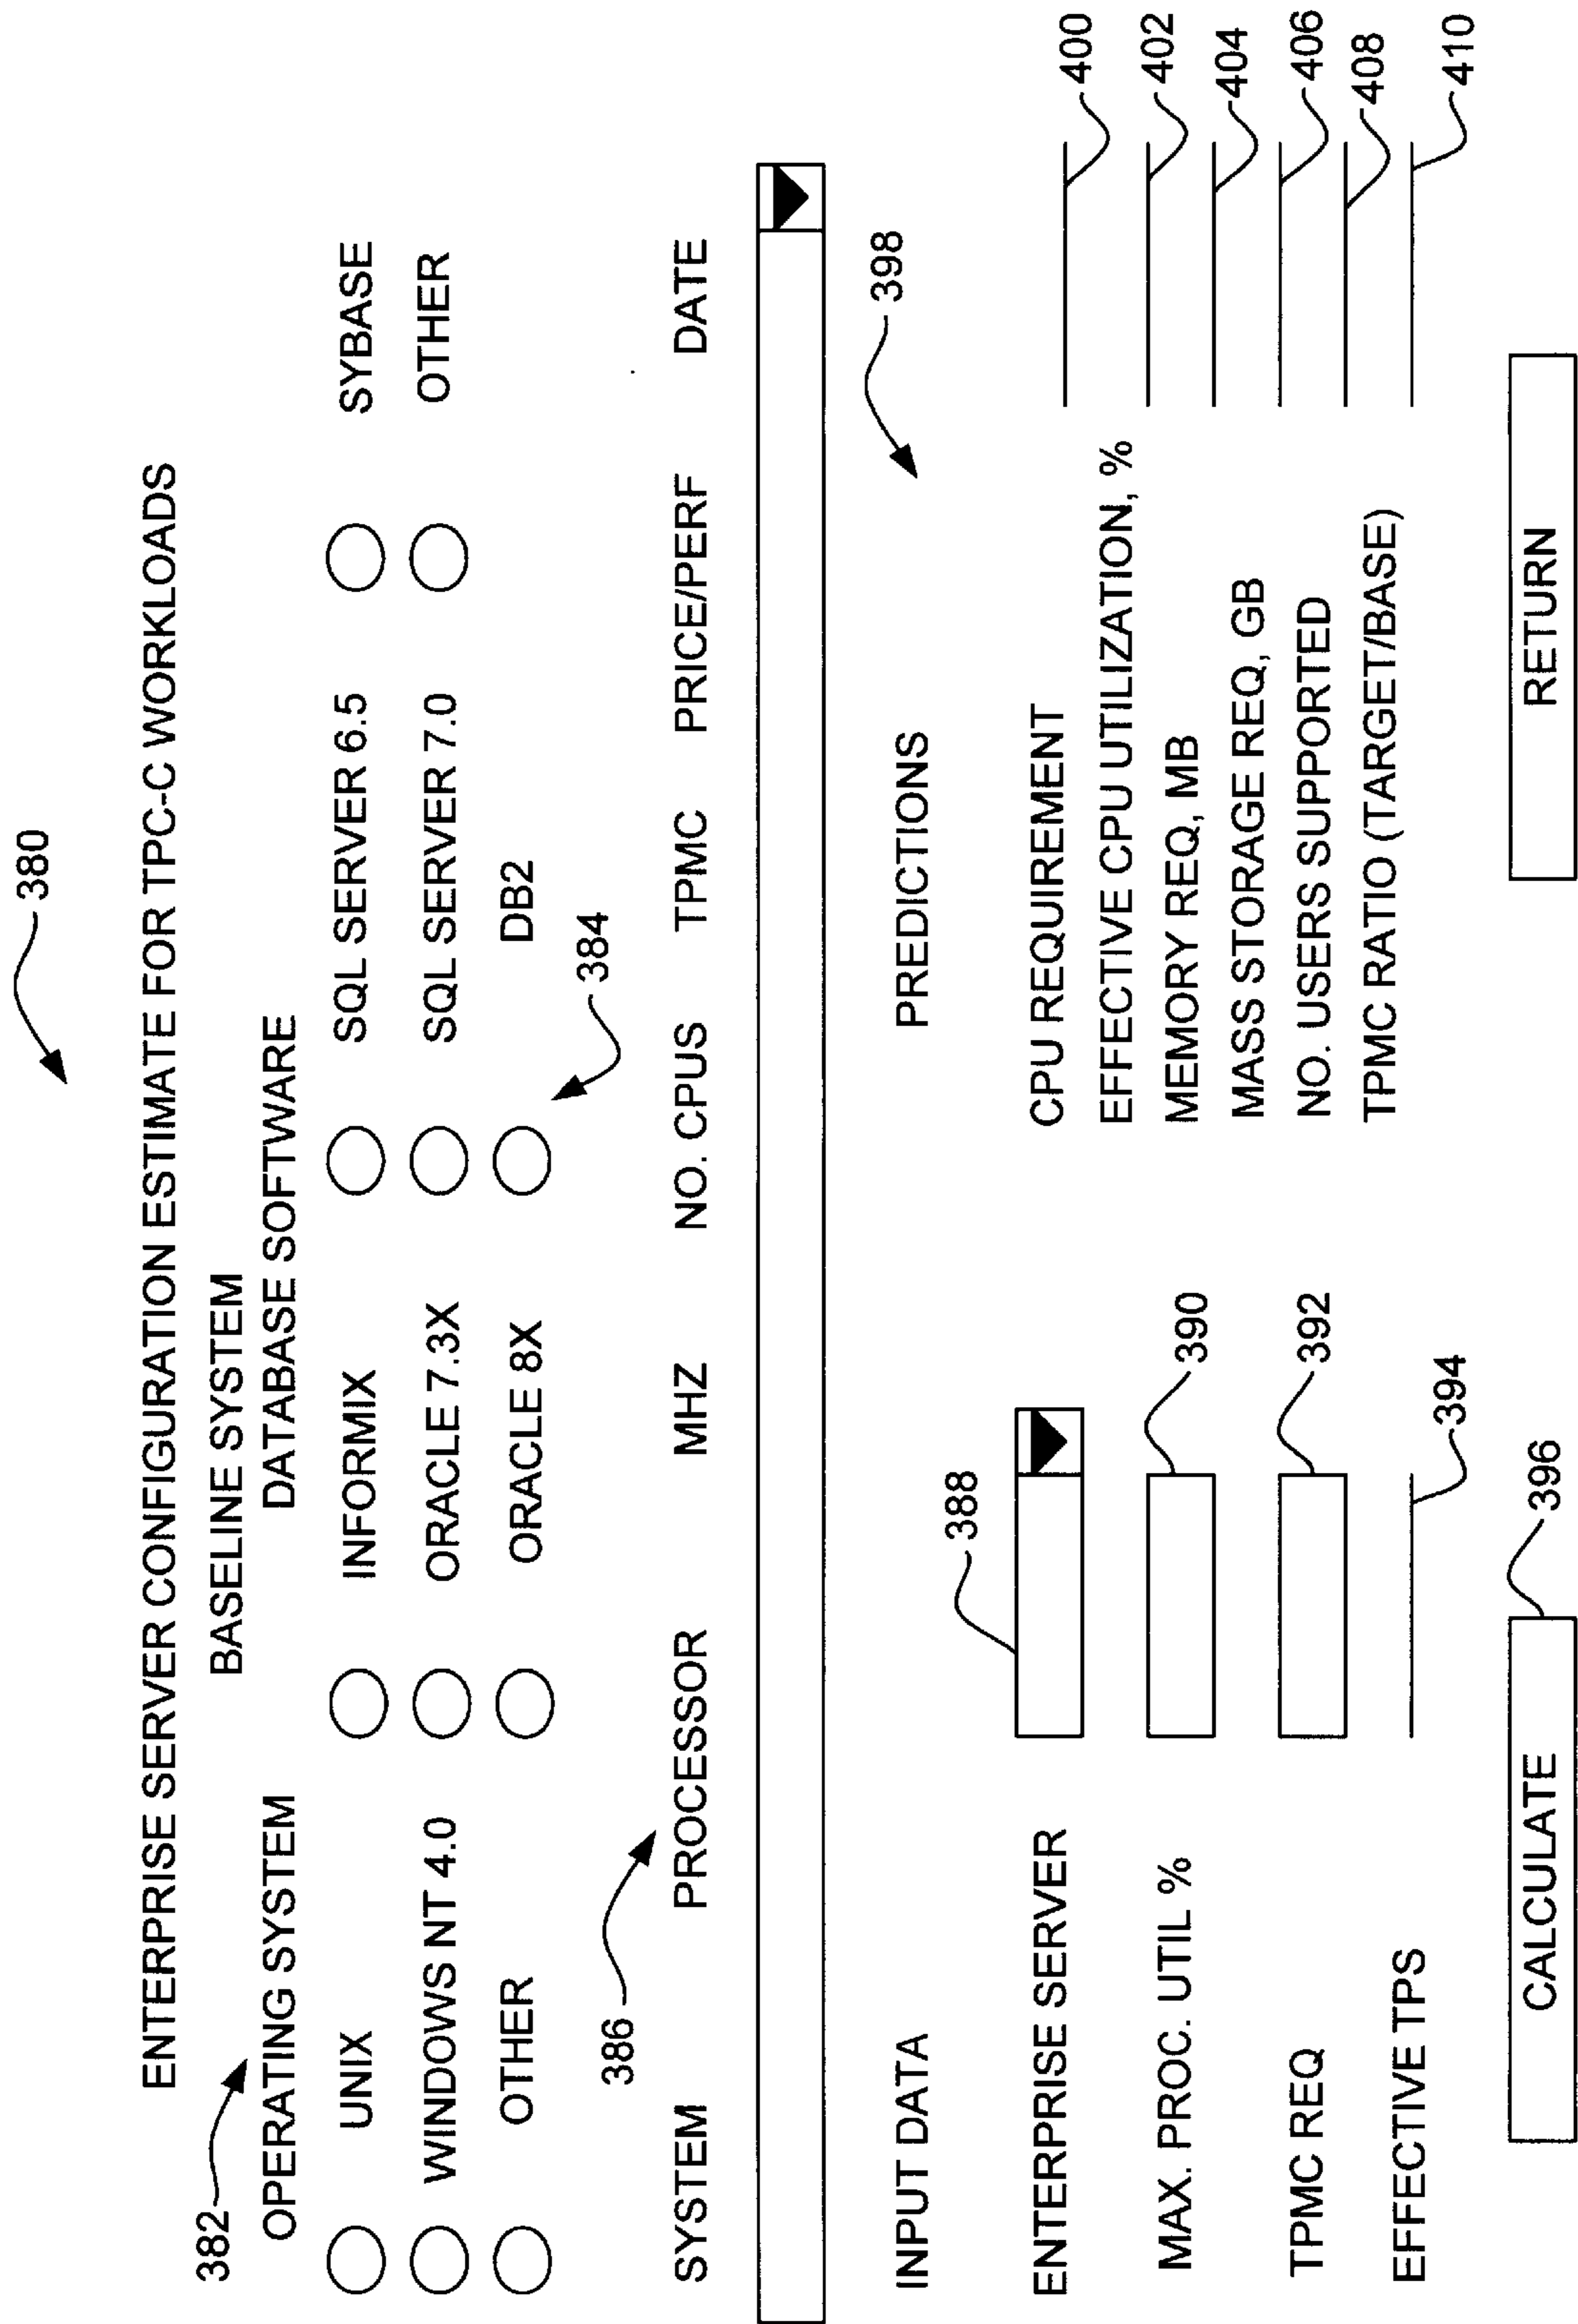 380
ENTERPRISE SERVER CONFIGURATION ESTIMATE FOR TPC-C WORKLOADS
BASELINE SYSTEM
382
OPERATING SYSTEM DATABASE SOFTWARE
UNIX INFORMIX SQL SERVER 6.5 SYBASE
WINDOWS NT 4.0 ORACLE 7.3X SQL SERVER 7.0 OTHER
OTHER ORACLE 8X DB2
384
386
SYSTEM PROCESSOR MHZ NO. CPUS TPMC PRICE/PERF DATE
398
INPUT DATA PREDICTIONS
388
ENTERPRISE SERVER CPU REQUIREMENT 400
EFFECTIVE CPU UTILIZATION, % 402
MAX. PROC. UTIL % 390 MEMORY REQ, MB 404
MASS STORAGE REQ, GB 406
TPMC REQ 392 NO. USERS SUPPORTED 408
EFFECTIVE TPS 394 TPMC RATIO (TARGET/BASE) 410
396
CALCULATE RETURN